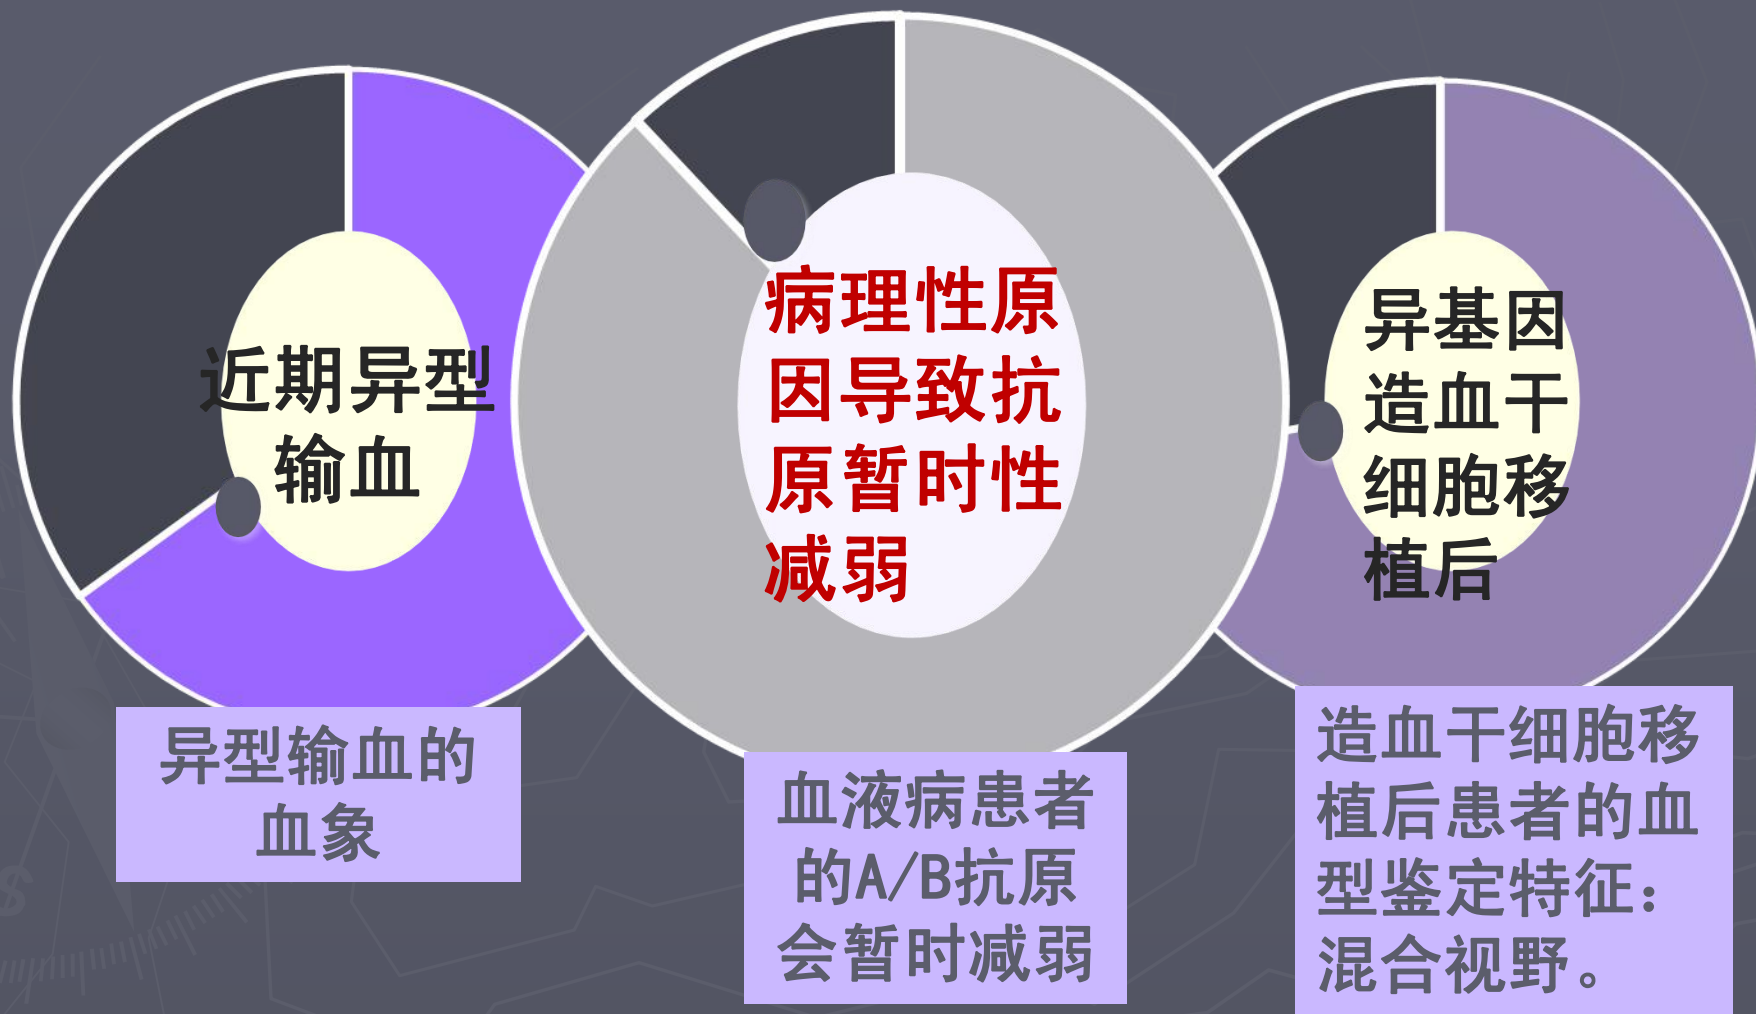 近期异型
输血
病理性原
因导致抗
原暂时性
减弱
异基因
造血干
细胞移
植后
异型输血的
血象
血液病患者
的A/B抗原
会暂时减弱
造血干细胞移
植后患者的血
型鉴定特征：
混合视野。
$